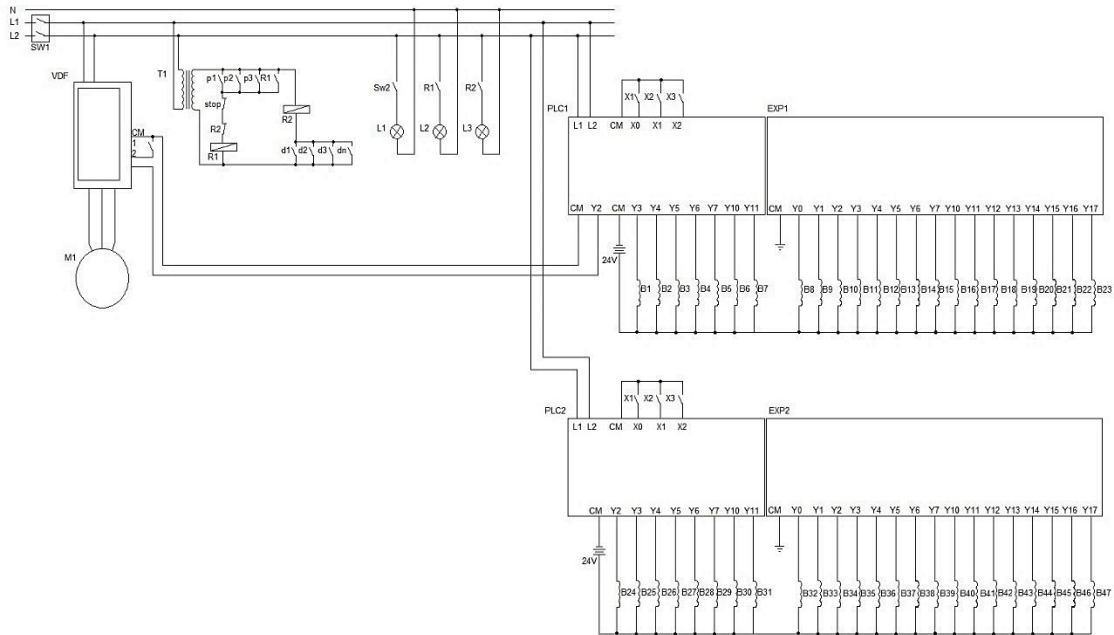 N
L1
L2
SW1
VDF
T1
p1 p2 p3 R1
stop
R2
R1
R2
d1 d2 d3 dn
Sw2 R1 R2
L1 L2 L3
CM
1
2
M1
X1 X2 X3
PLC1 EXP1
L1 L2 CM X0 X1 X2
CM Y2 CM Y3 Y4 Y5 Y6 Y7 Y10 Y11 CM Y0 Y1 Y2 Y3 Y4 Y5 Y6 Y7 Y10 Y11 Y12 Y13 Y14 Y15 Y16 Y17
24V
B1 B2 B3 B4 B5 B6 B7 B8 B9 B10 B11 B12 B13 B14 B15 B16 B17 B18 B19 B20 B21 B22 B23
X1 X2 X3
PLC2 EXP2
L1 L2 CM X0 X1 X2
CM Y2 Y3 Y4 Y5 Y6 Y7 Y10 Y11 CM Y0 Y1 Y2 Y3 Y4 Y5 Y6 Y7 Y10 Y11 Y12 Y13 Y14 Y15 Y16 Y17
24V
B24 B25 B26 B27 B28 B29 B30 B31 B32 B33 B34 B35 B36 B37 B38 B39 B40 B41 B42 B43 B44 B45 B46 B47